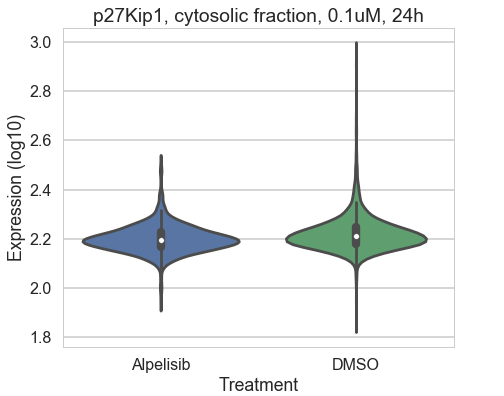 p27Kip1, cytosolic fraction, 0.1uM, 24h
Expression (log10)
3.0
2.8
2.6
2.4
2.2
2.0
1.8
Alpelisib
DMSO
Treatment